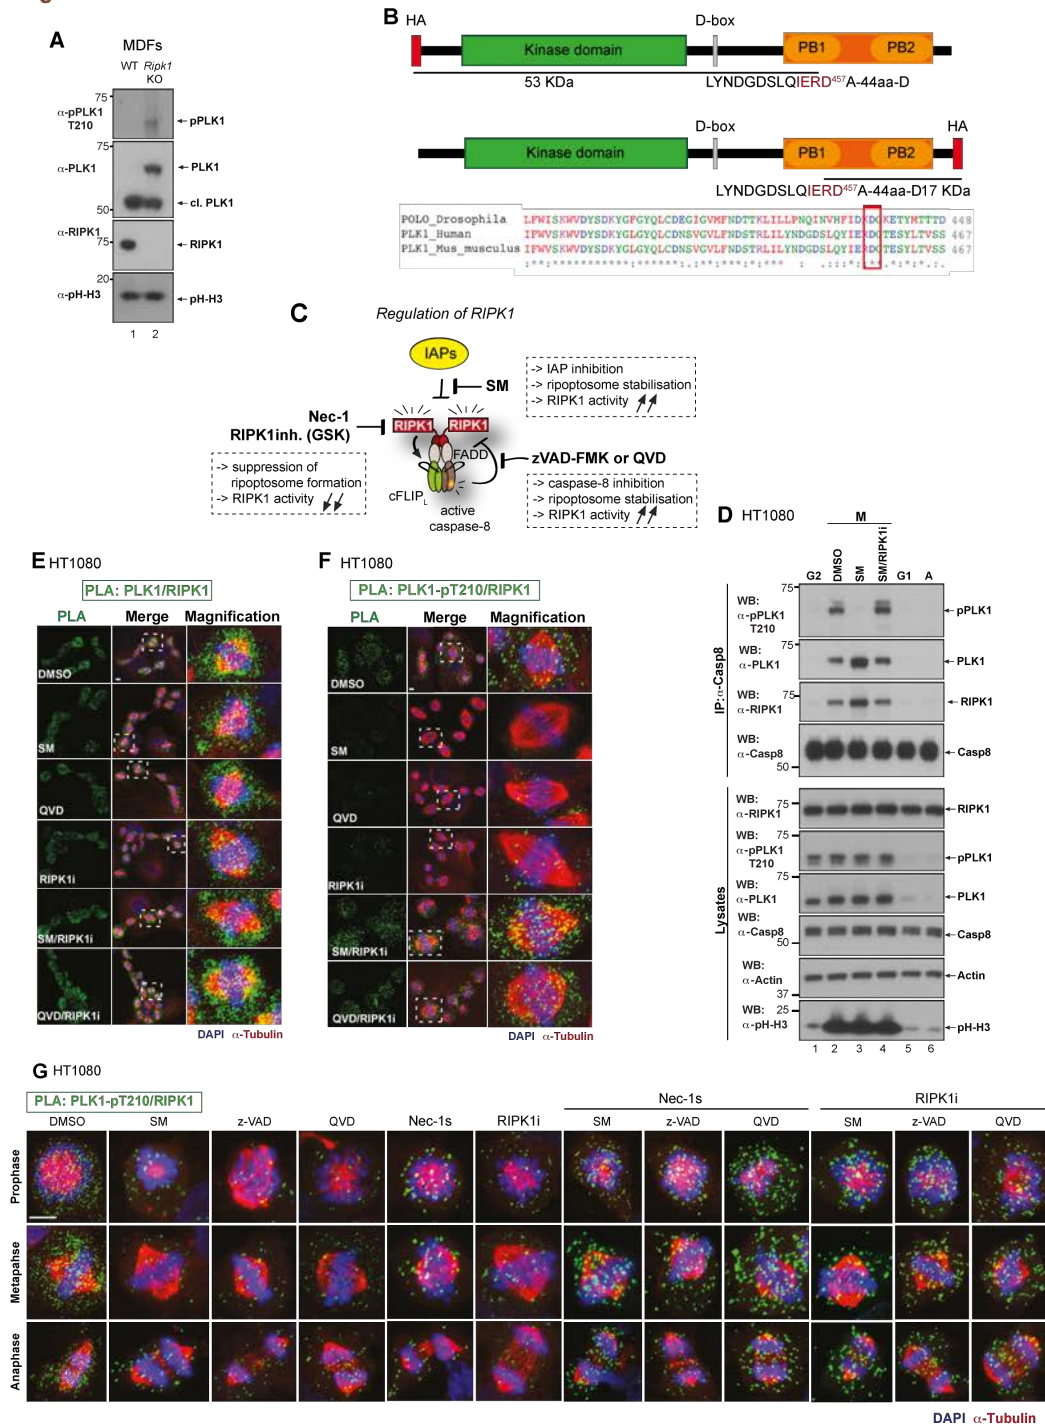 A
MDFs
WT Ripk1 KO
75
α-pPLK1 T210
pPLK1
α-PLK1
PLK1
50
cl. PLK1
α-RIPK1
75
RIPK1
20
α-pH-H3
pH-H3
1 2
B
HA
D-box
Kinase domain
PB1
PB2
53 KDa
LYNDGDSLQIERD457A-44aa-D
D-box
HA
Kinase domain
PB1
PB2
LYNDGDSLQIERD457A-44aa-D17 KDa
POLO_Drosophila LFWISKWVDYSDKYGFGYQLCDEGIGVMFNDTTKLILLPNQINVHFIDKDGKETYMTTTD 448
PLK1_Human IFWVSKWVDYSDKYGLGYQLCDNSVGVLFNDSTRLILYNDGDSLQYIERDGTESYLTVSS 467
PLK1_Mus_musculus IFWVSKWVDYSDKYGLGYQLCDNSVGVLFNDSTRLILYNDGDSLQYIERDGTESYLTVSS 467
C
Regulation of RIPK1
IAPs
SM
-> IAP inhibition
-> ripoptosome stabilisation
-> RIPK1 activity
Nec-1
RIPK1inh. (GSK)
RIPK1
RIPK1
FADD
cFLIPL
active
caspase-8
zVAD-FMK or QVD
-> suppression of
ripoptosome formation
-> RIPK1 activity
-> caspase-8 inhibition
-> ripoptosome stabilisation
-> RIPK1 activity
D HT1080
M
G2 DMSO SM SM/RIPK1i G1 A
IP:α-Casp8
75
WB:
α-pPLK1
T210
pPLK1
75
WB:
α-PLK1
PLK1
75
WB:
α-RIPK1
RIPK1
WB:
α-Casp8
50
Casp8
Lysates
WB:
α-RIPK1
75
RIPK1
75
WB:
α-pPLK1
T210
pPLK1
75
WB:
α-PLK1
PLK1
WB:
α-Casp8
50
Casp8
WB:
α-Actin
37
Actin
25
WB:
α-pH-H3
pH-H3
1 2 3 4 5 6
E HT1080
PLA: PLK1/RIPK1
PLA Merge Magnification
DMSO
SM
QVD
RIPK1i
SM/RIPK1i
QVD/RIPK1i
DAPI α-Tubulin
F HT1080
PLA: PLK1-pT210/RIPK1
PLA Merge Magnification
DMSO
SM
QVD
RIPK1i
SM/RIPK1i
QVD/RIPK1i
DAPI α-Tubulin
G HT1080
PLA: PLK1-pT210/RIPK1
Nec-1s RIPK1i
DMSO SM z-VAD QVD Nec-1s RIPK1i SM z-VAD QVD SM z-VAD QVD
Prophase
Metapahse
Anaphase
DAPI α-Tubulin